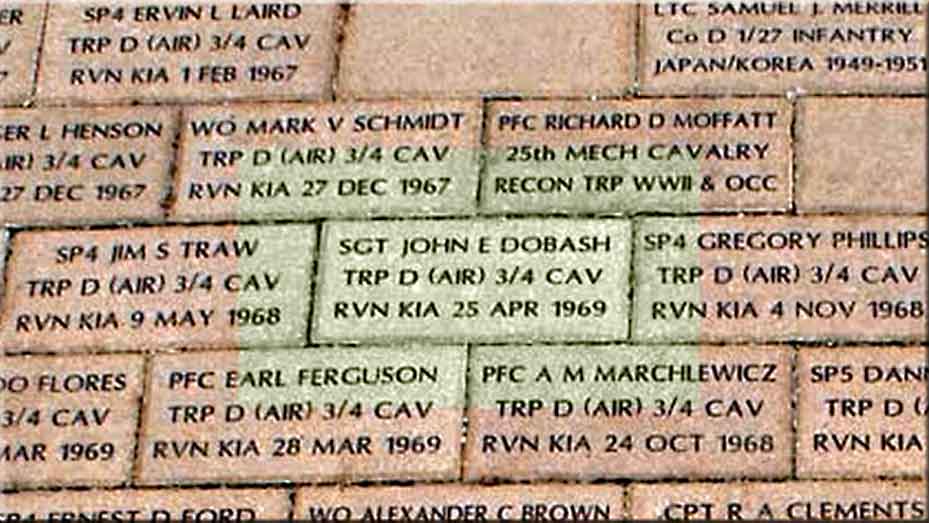 ER
V
7
SP4 ERVIN L LAIRD
TRP D (AIR) 3/4 CAV
RVN KIA 1 FEB 1967
LTC SAMUEL J. MERRILL
Co D 1/27 INFANTRY
JAPAN/KOREA 1949-1951
ER L HENSON
IR) 3/4 CAV
27 DEC 1967
WO MARK V SCHMIDT
TRP D (AIR) 3/4 CAV
RVN KIA 27 DEC 1967
PFC RICHARD D MOFFATT
25th MECH CAVALRY
RECON TRP WWII & OCC
SP4 JIM S TRAW
TRP D (AIR) 3/4 CAV
RVN KIA 9 MAY 1968
SGT JOHN E DOBASH
TRP D (AIR) 3/4 CAV
RVN KIA 25 APR 1969
SP4 GREGORY PHILLIPS
TRP D (AIR) 3/4 CAV
RVN KIA 4 NOV 1968
DO FLORES
3/4 CAV
MAR 1969
PFC EARL FERGUSON
TRP D (AIR) 3/4 CAV
RVN KIA 28 MAR 1969
PFC A M MARCHLEWICZ
TRP D (AIR) 3/4 CAV
RVN KIA 24 OCT 1968
SP5 DANI
TRP D (
RVN KIA
SP4 ERNEST D FORD
WO ALEXANDER C BROWN
CPT R A CLEMENTS